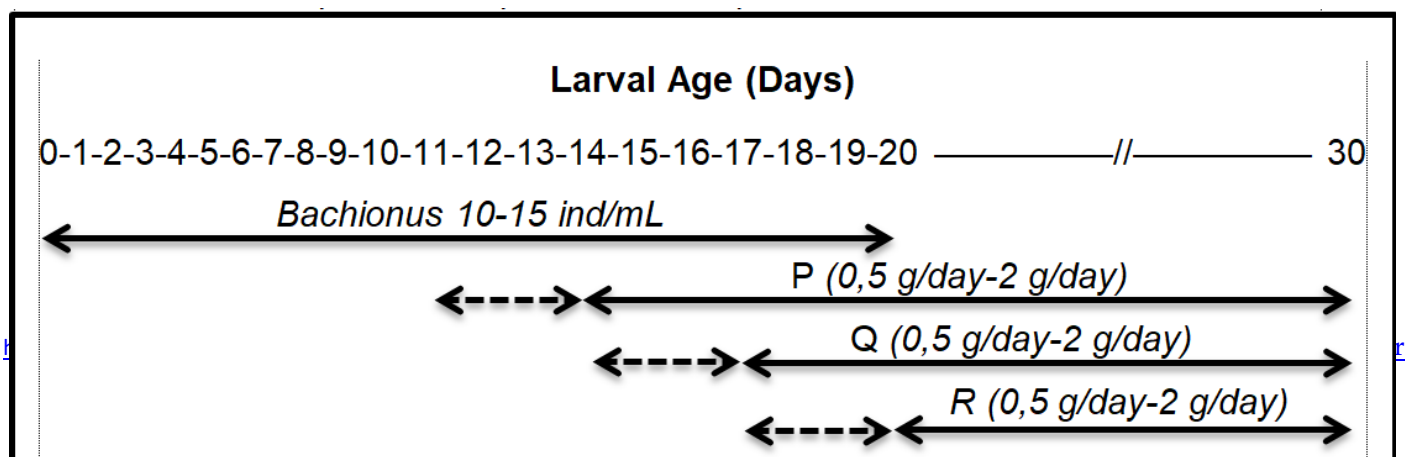 Larval Age (Days)
0-1-2-3-4-5-6-7-8-9-10-11-12-13-14-15-16-17-18-19-20 ————//———— 30
Bachionus 10-15 ind/mL
P (0,5 g/day-2 g/day)
Q (0,5 g/day-2 g/day)
R (0,5 g/day-2 g/day)